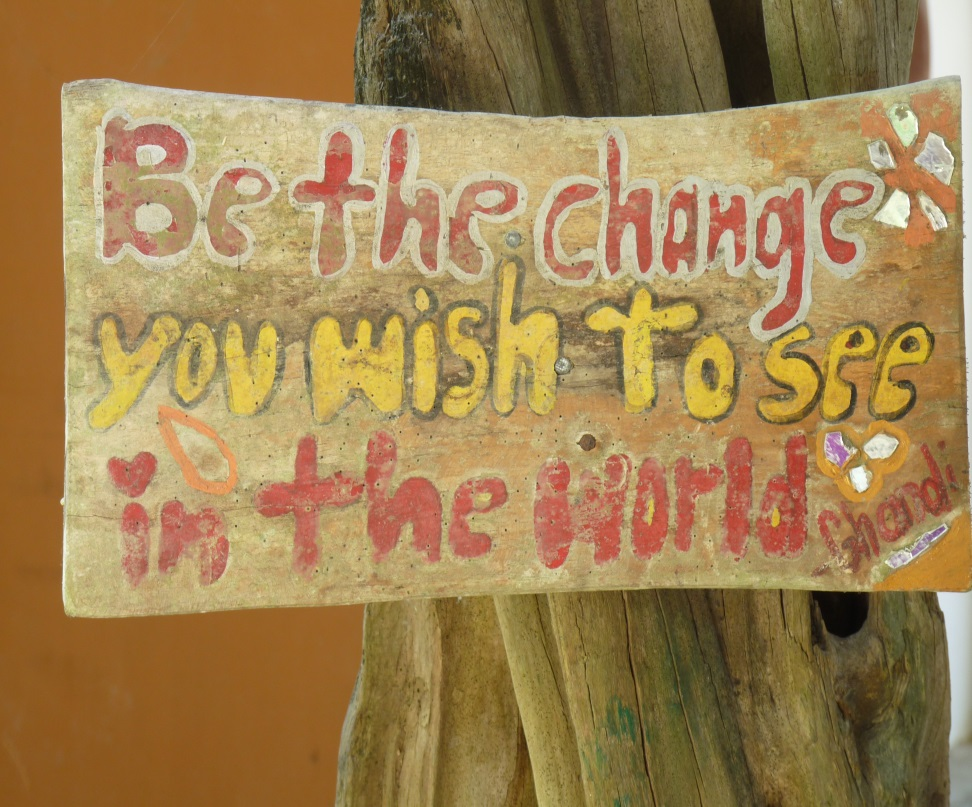 Be the change
you wish to see
in the world
Ghandi